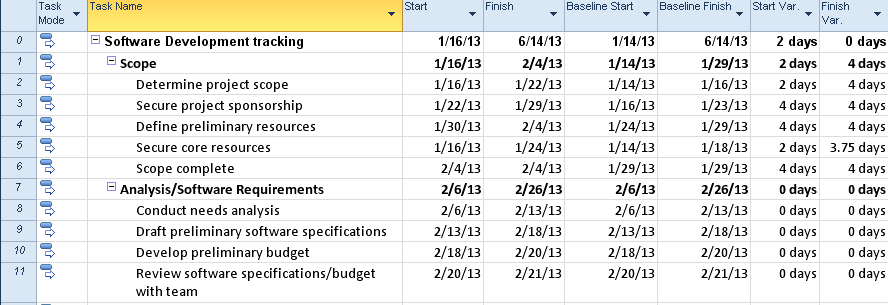 Task Mode Task Name Start Finish Baseline Start Baseline Finish Start Var. Finish Var.
0 Software Development tracking 1/16/13 6/14/13 1/14/13 6/14/13 2 days 0 days
1 Scope 1/16/13 2/4/13 1/14/13 1/29/13 2 days 4 days
2 Determine project scope 1/16/13 1/22/13 1/14/13 1/16/13 2 days 4 days
3 Secure project sponsorship 1/22/13 1/29/13 1/16/13 1/23/13 4 days 4 days
4 Define preliminary resources 1/30/13 2/4/13 1/24/13 1/29/13 4 days 4 days
5 Secure core resources 1/16/13 1/24/13 1/14/13 1/18/13 2 days 3.75 days
6 Scope complete 2/4/13 2/4/13 1/29/13 1/29/13 4 days 4 days
7 Analysis/Software Requirements 2/6/13 2/26/13 2/6/13 2/26/13 0 days 0 days
8 Conduct needs analysis 2/6/13 2/13/13 2/6/13 2/13/13 0 days 0 days
9 Draft preliminary software specifications 2/13/13 2/18/13 2/13/13 2/18/13 0 days 0 days
10 Develop preliminary budget 2/18/13 2/20/13 2/18/13 2/20/13 0 days 0 days
11 Review software specifications/budget 2/20/13 2/21/13 2/20/13 2/21/13 0 days 0 days
with team